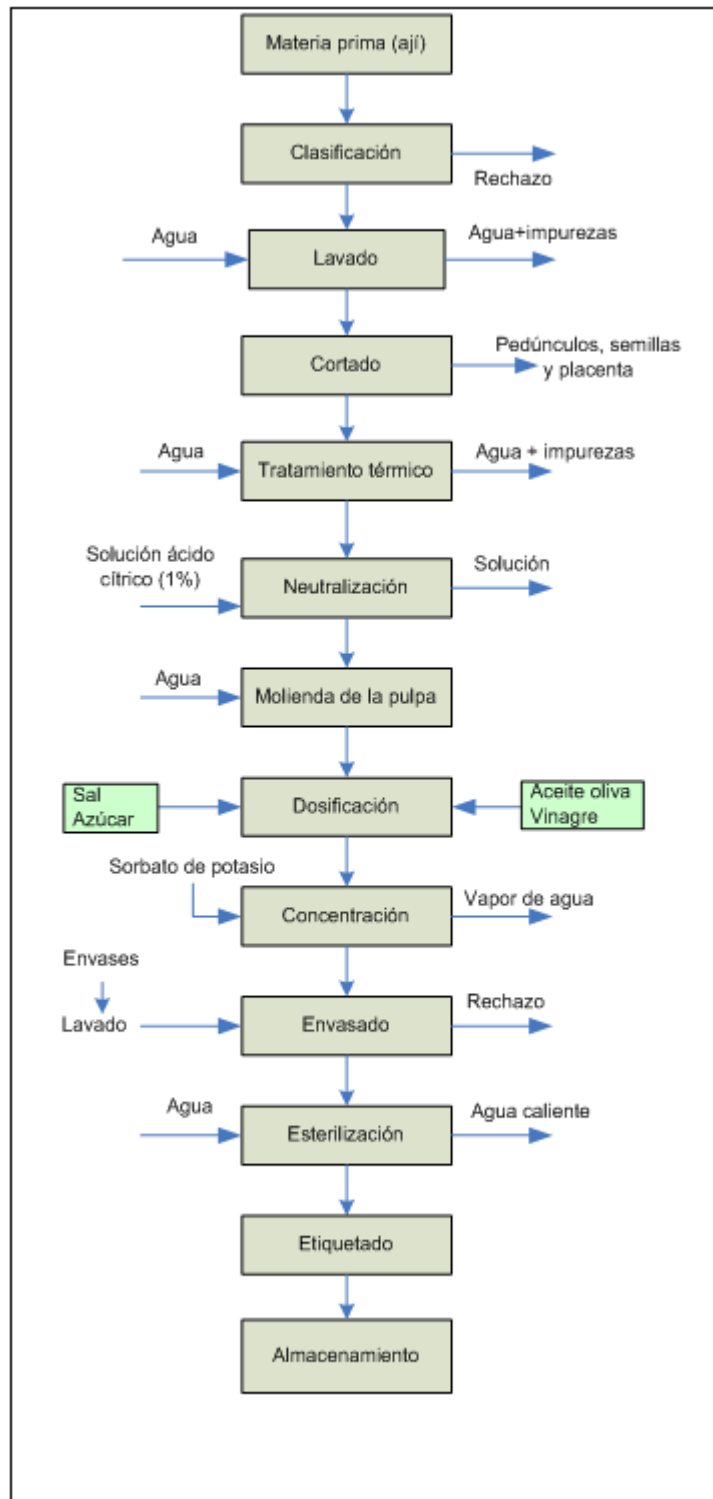 Materia prima (ají)
Clasificación
Rechazo
Agua
Lavado
Agua+impurezas
Cortado
Pedúnculos, semillas
y placenta
Agua
Tratamiento térmico
Agua + impurezas
Solución ácido
cítrico (1%)
Neutralización
Solución
Agua
Molienda de la pulpa
Sal
Azúcar
Dosificación
Aceite oliva
Vinagre
Sorbato de potasio
Concentración
Vapor de agua
Envases
Lavado
Envasado
Rechazo
Agua
Esterilización
Agua caliente
Etiquetado
Almacenamiento